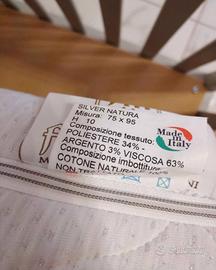 SILVER NATURA
Misura: 75 x 95
H 10
Composizione tessuto:
POLIESTERE 34% -
ARGENTO 3% VISCOSA 63%
Composizione imbottitura:
COTONE NATURALE 100%
Made in
Italy